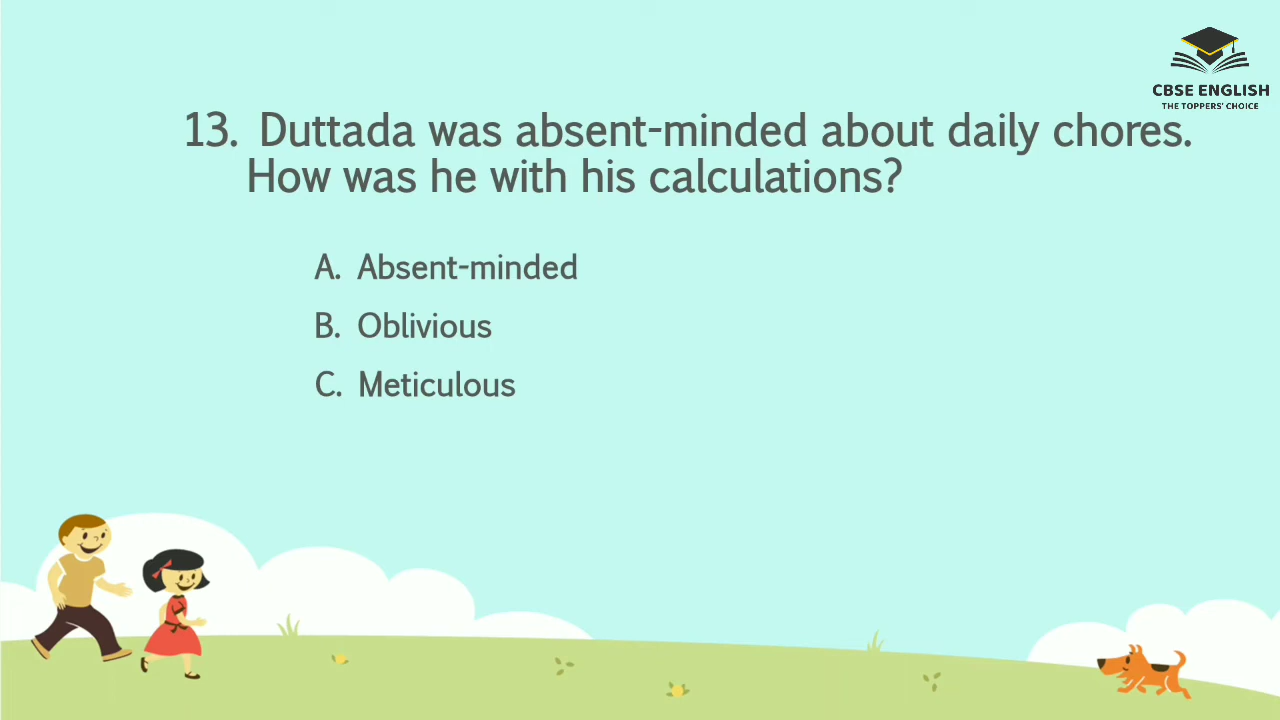 CBSE ENGLISH
THE TOPPERS' CHOICE
13. Duttada was absent-minded about daily chores.
How was he with his calculations?
A. Absent-minded
B. Oblivious
C. Meticulous